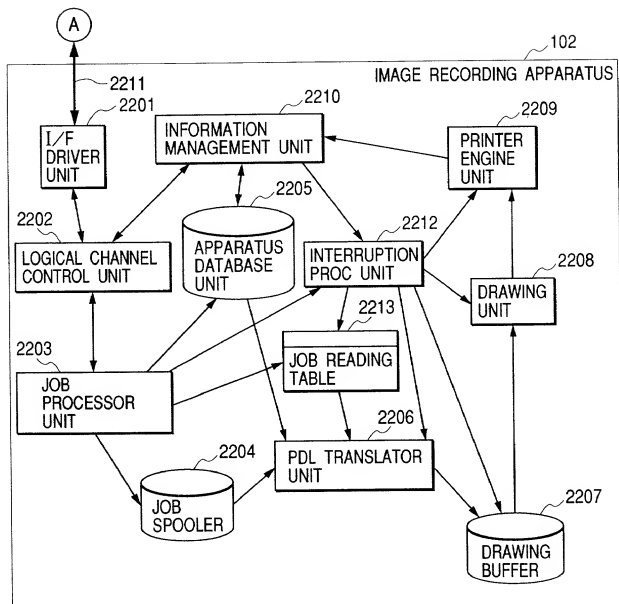 A
102
2211
IMAGE RECORDING APPARATUS
2201
2210
2209
I/F
DRIVER
UNIT
INFORMATION
MANAGEMENT UNIT
PRINTER
ENGINE
UNIT
2205
2202
2212
LOGICAL CHANNEL
CONTROL UNIT
APPARATUS
DATABASE
UNIT
INTERRUPTION
PROC UNIT
2208
DRAWING
UNIT
2213
2203
JOB READING
TABLE
JOB
PROCESSOR
UNIT
2206
2204
PDL TRANSLATOR
UNIT
2207
JOB
SPOOLER
DRAWING
BUFFER